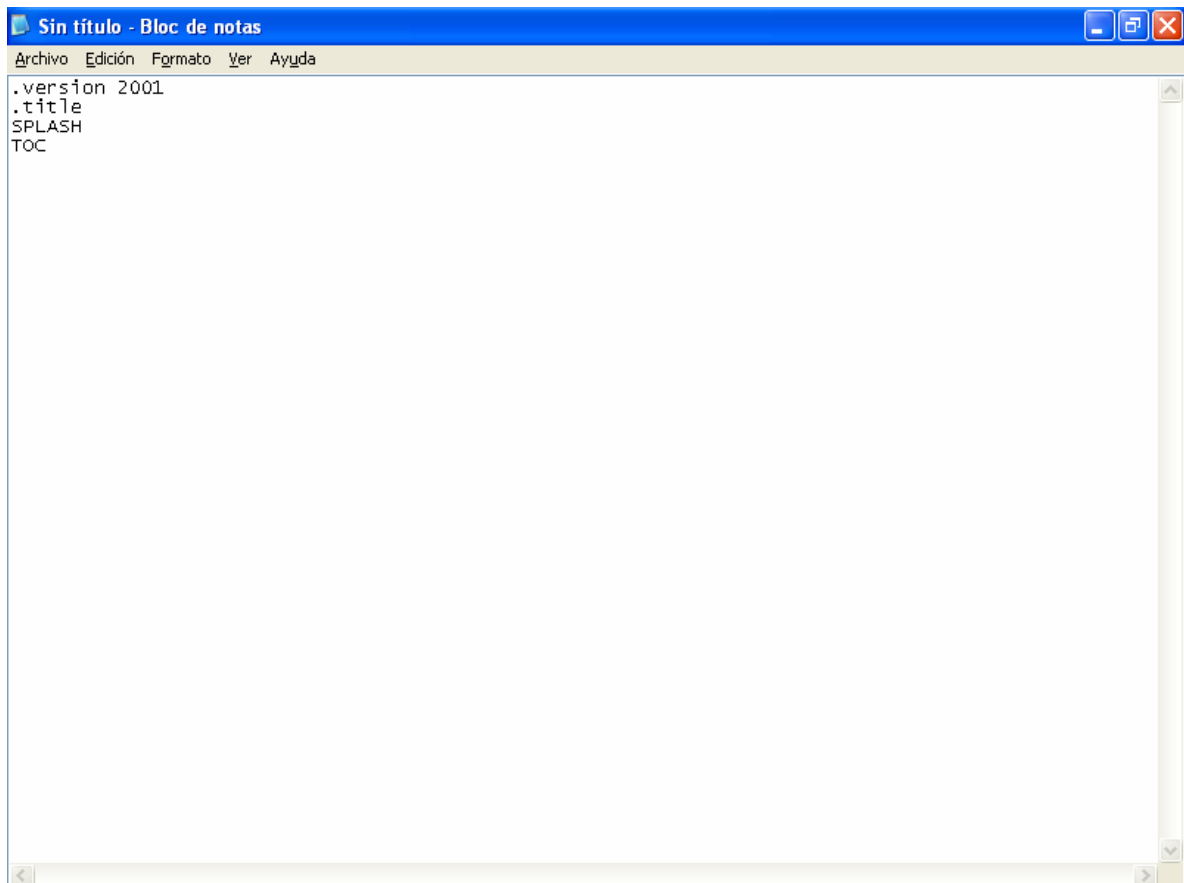 Sin título - Bloc de notas
Archivo Edición Formato Ver Ayuda
.version 2001
.title
SPLASH
TOC